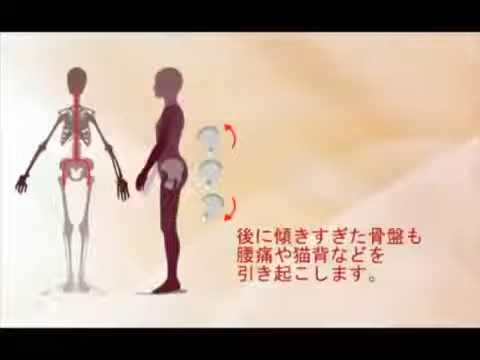 後に傾きすぎた骨盤も
腰痛や猫背などを
引き起こします。